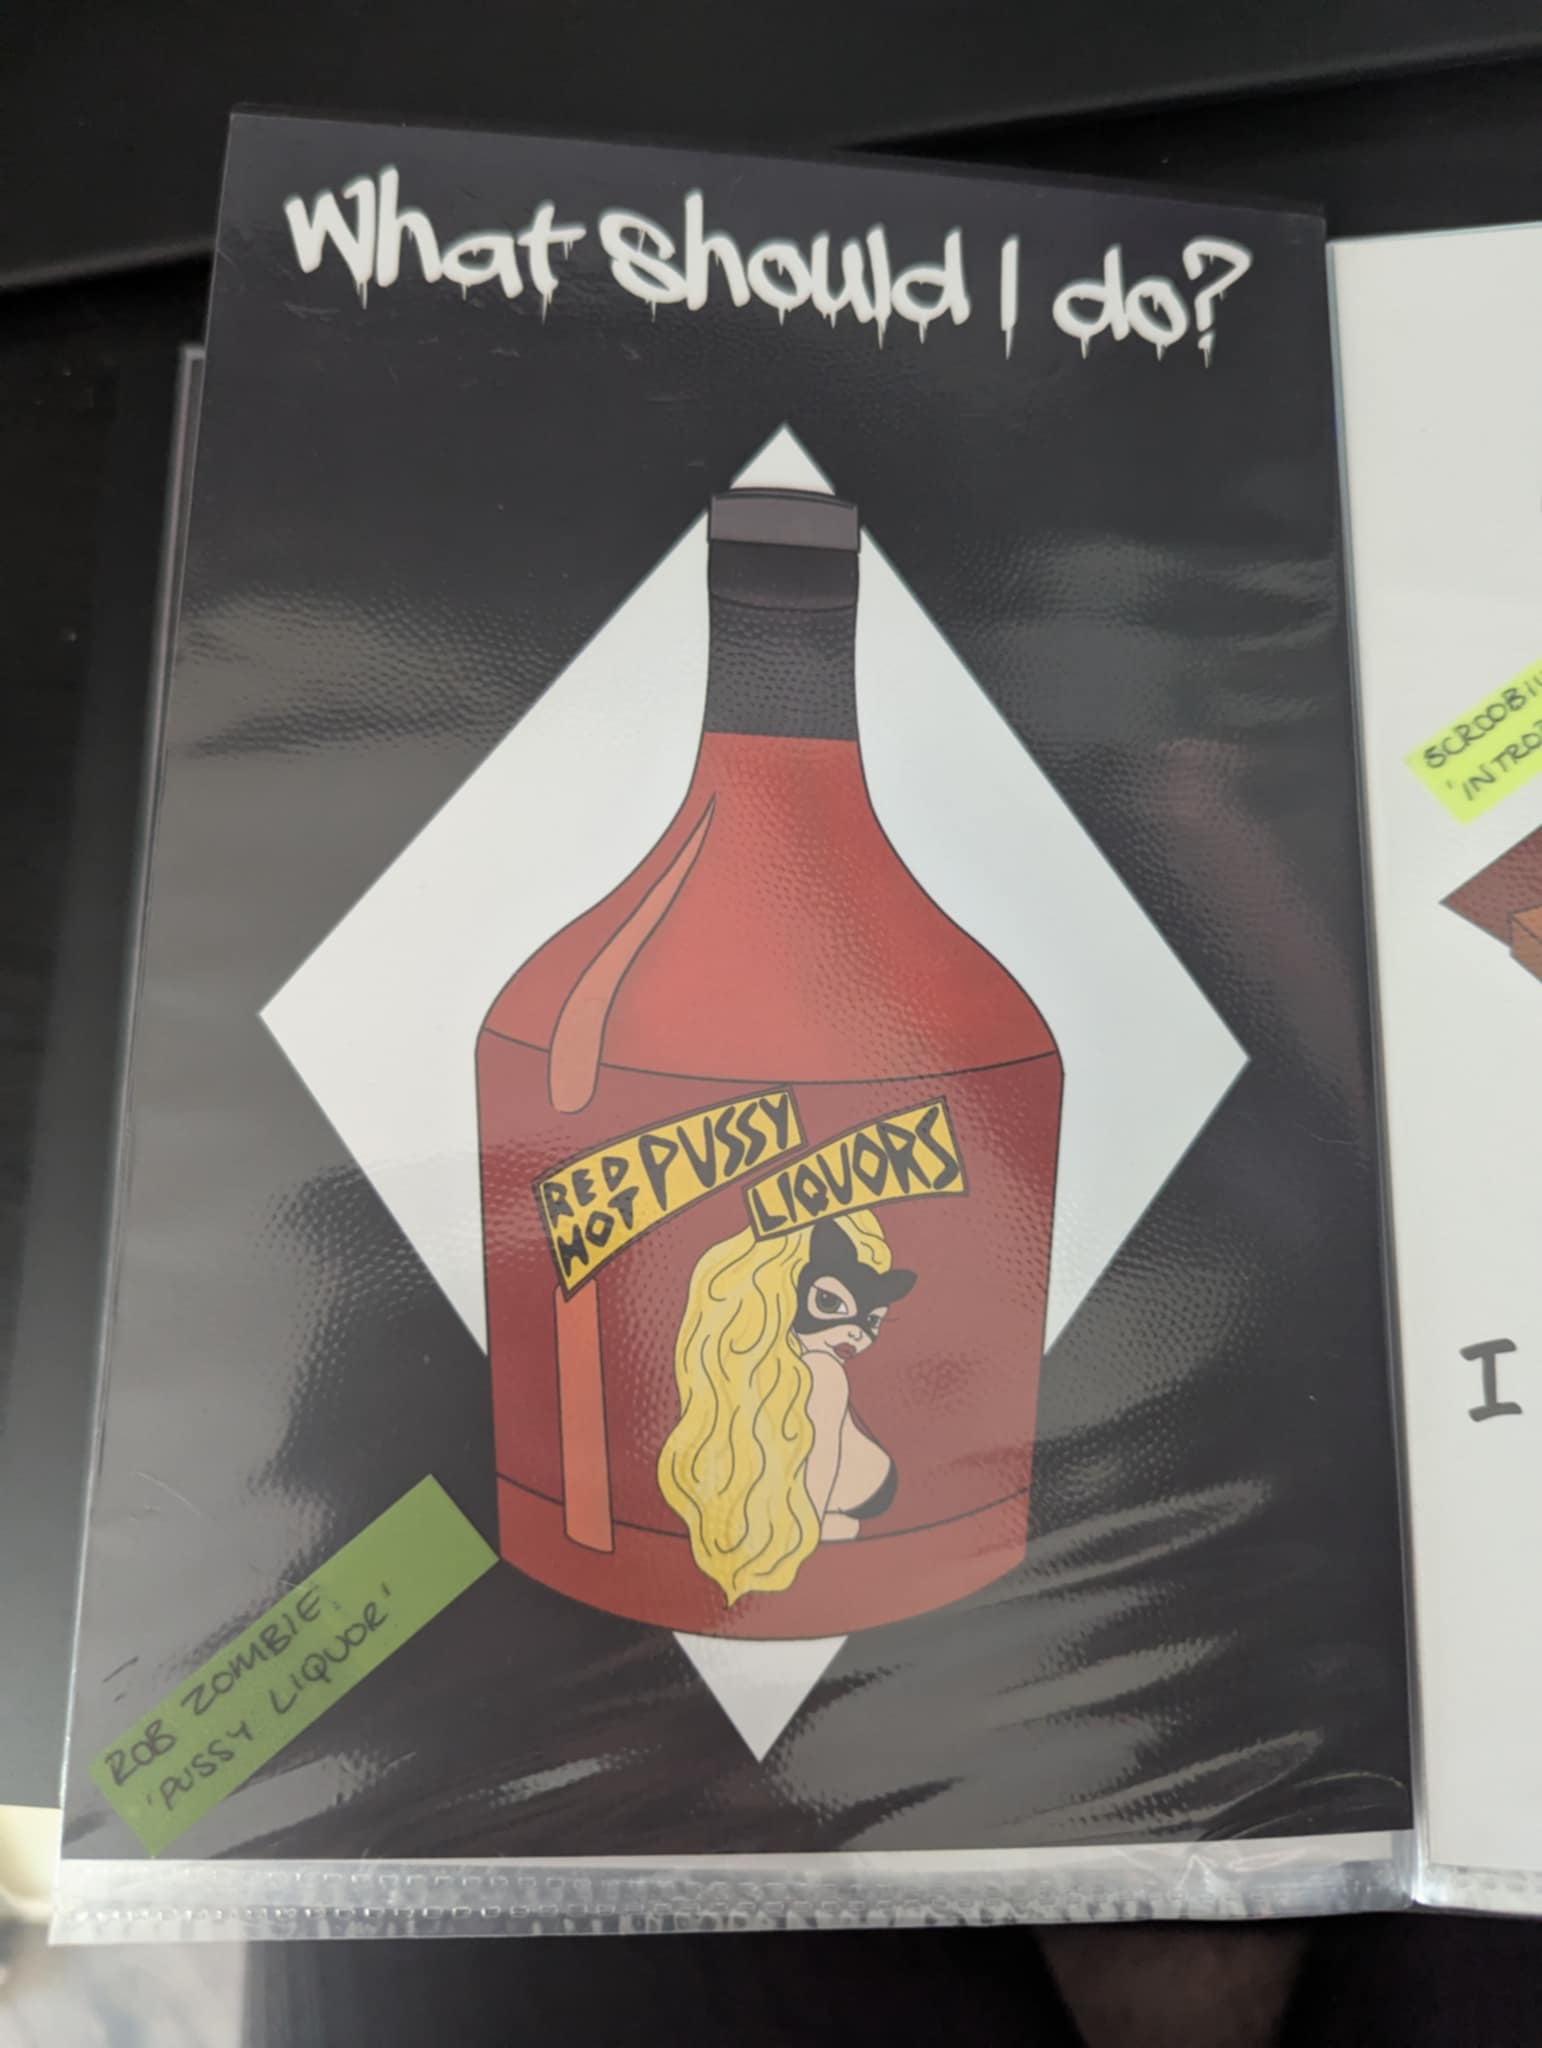 What should I do?
RED HOT PUSSY
LIQUORS
ROB ZOMBIE
'PUSSY LIQUOR'
I